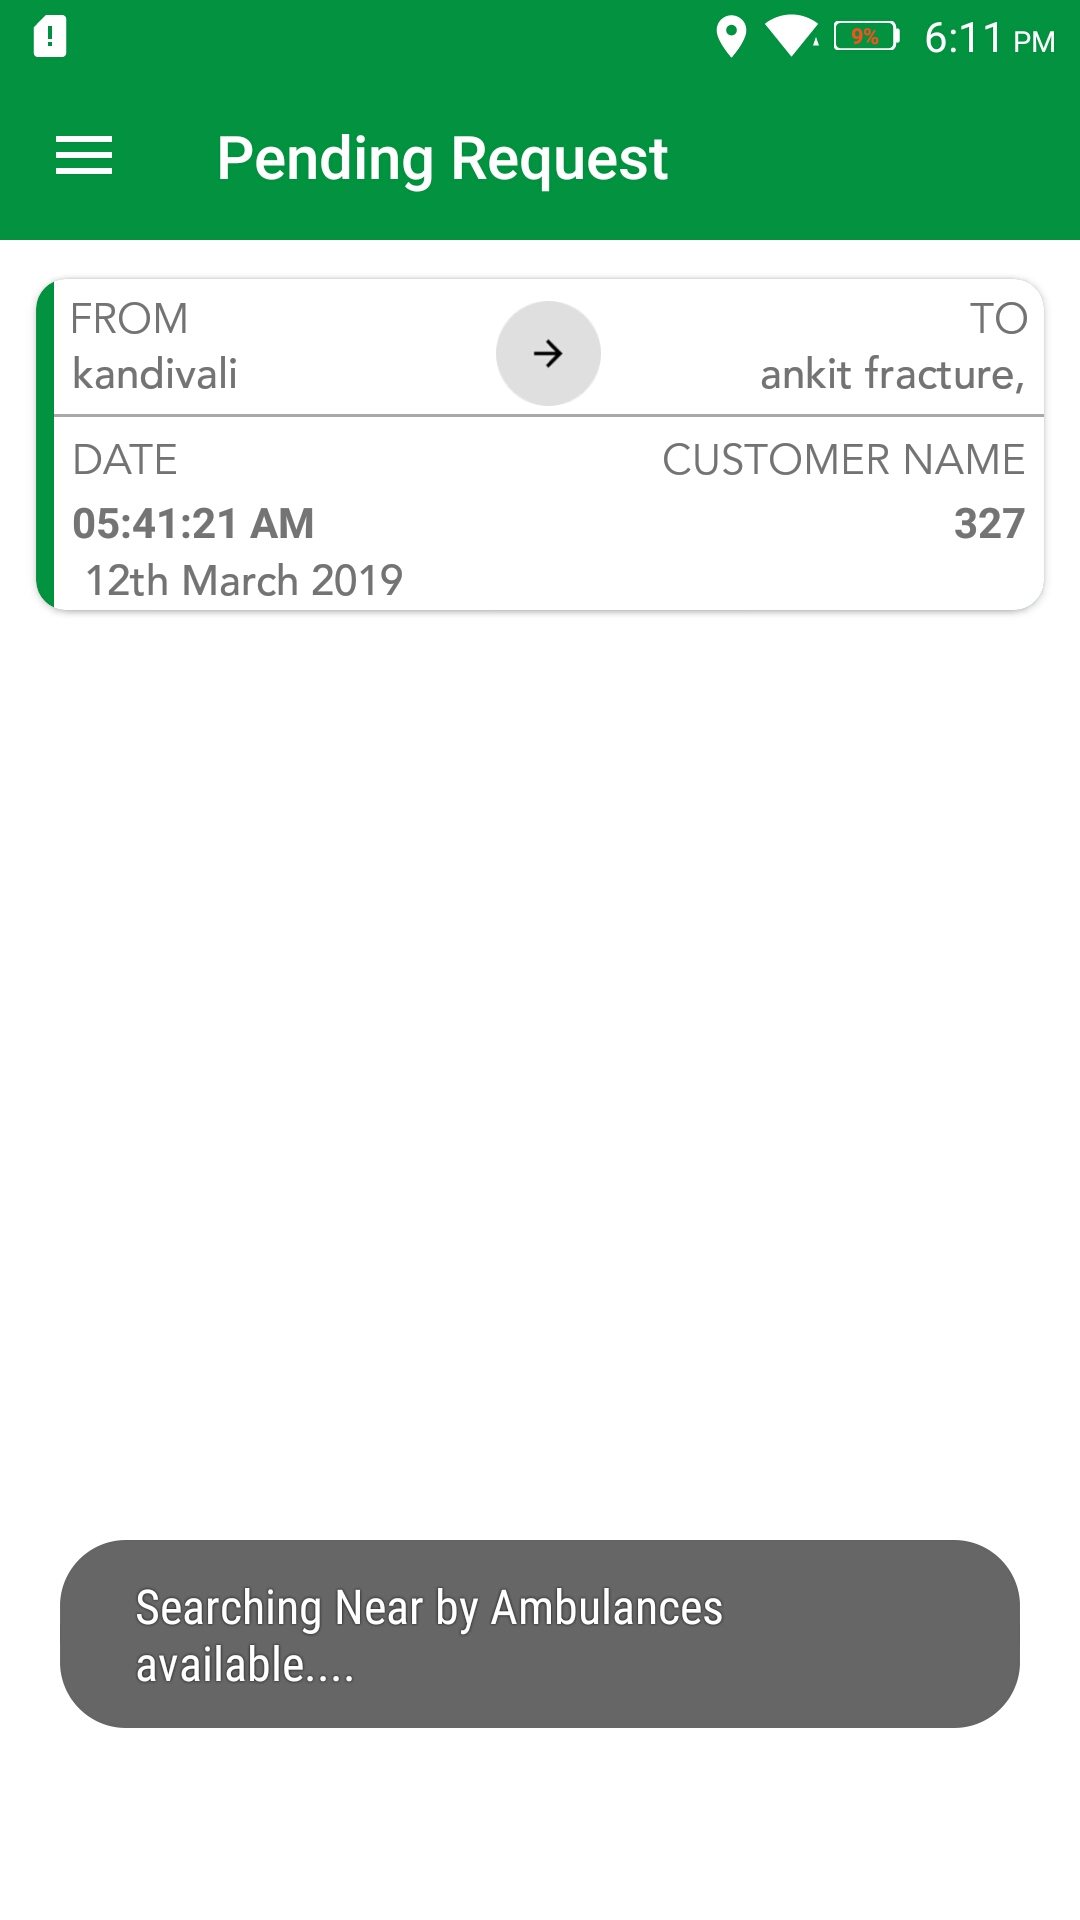 9% 6:11 PM
Pending Request
FROM TO
kandivali ankit fracture,
DATE CUSTOMER NAME
05:41:21 AM 327
12th March 2019
Searching Near by Ambulances
available....